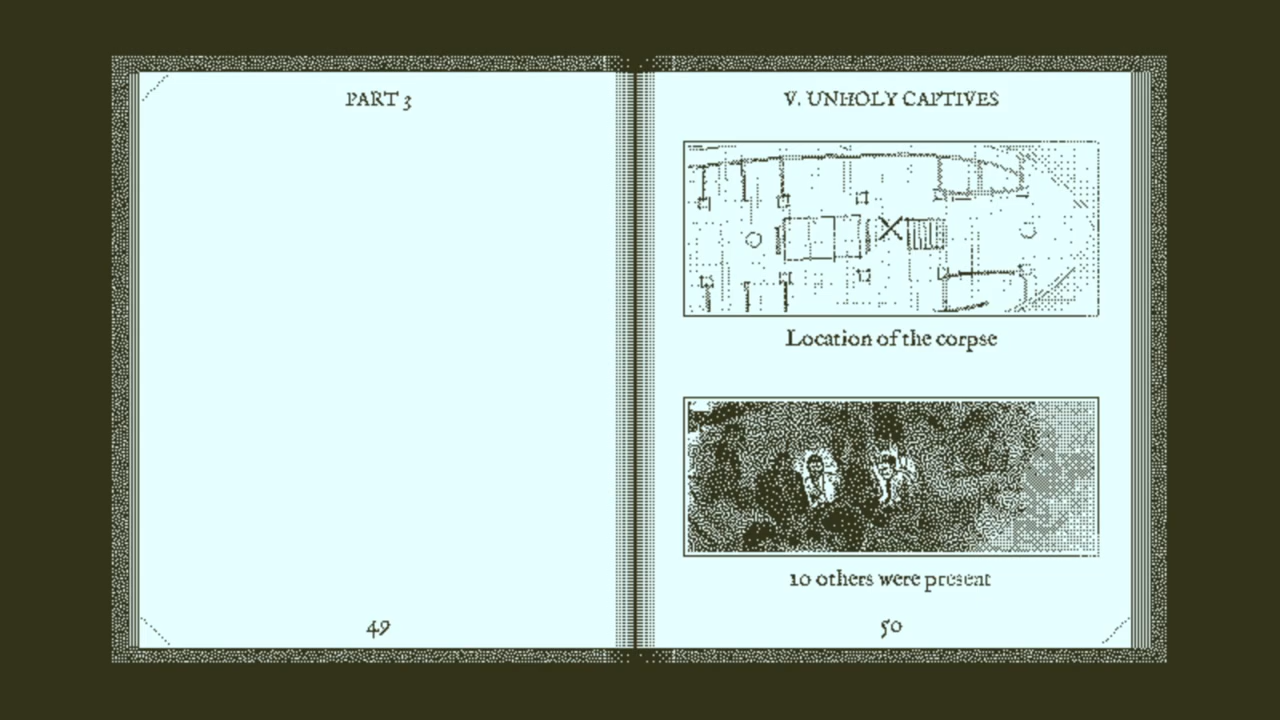 PART 3
49
V. UNHOLY CAPTIVES
Location of the corpse
10 others were present
50